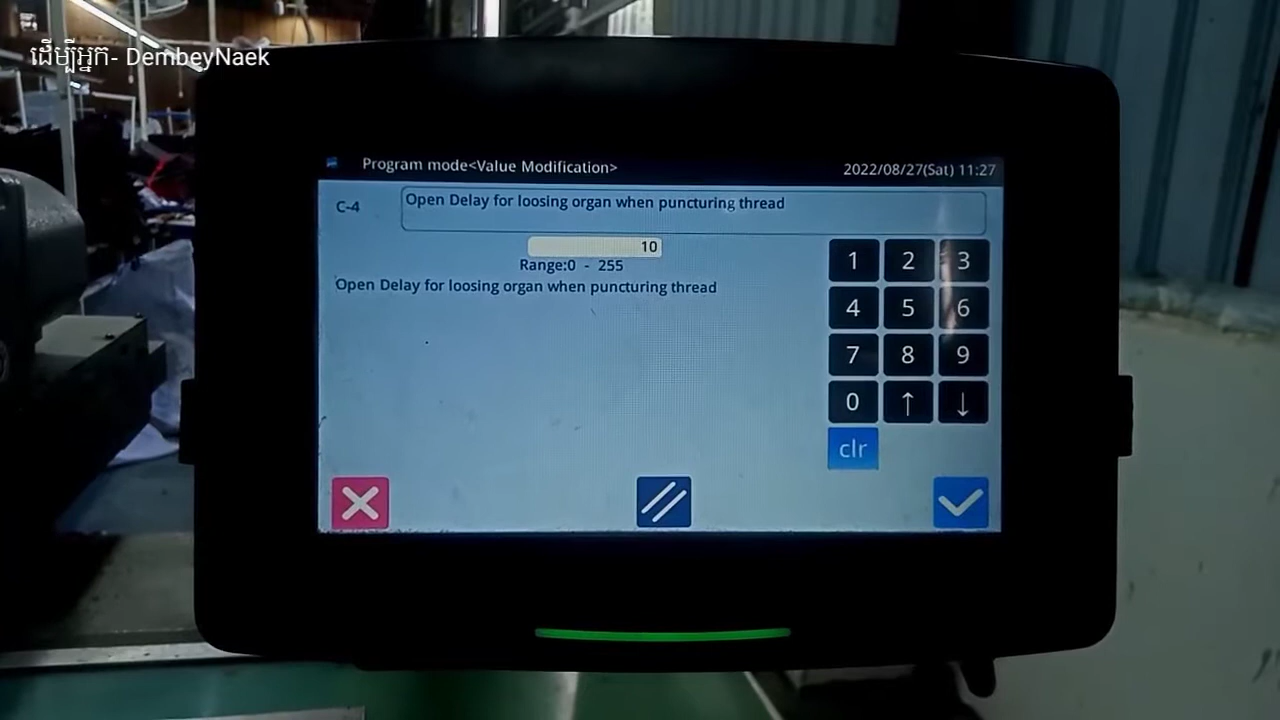 ដើម្បីអ្នក- DembeyNaek
Program mode<Value Modification>
2022/08/27(Sat) 11:27
C-4
Open Delay for loosing organ when puncturing thread
10
Range:0 - 255
Open Delay for loosing organ when puncturing thread
1 2 3
4 5 6
7 8 9
0 ↑ ↓
clr